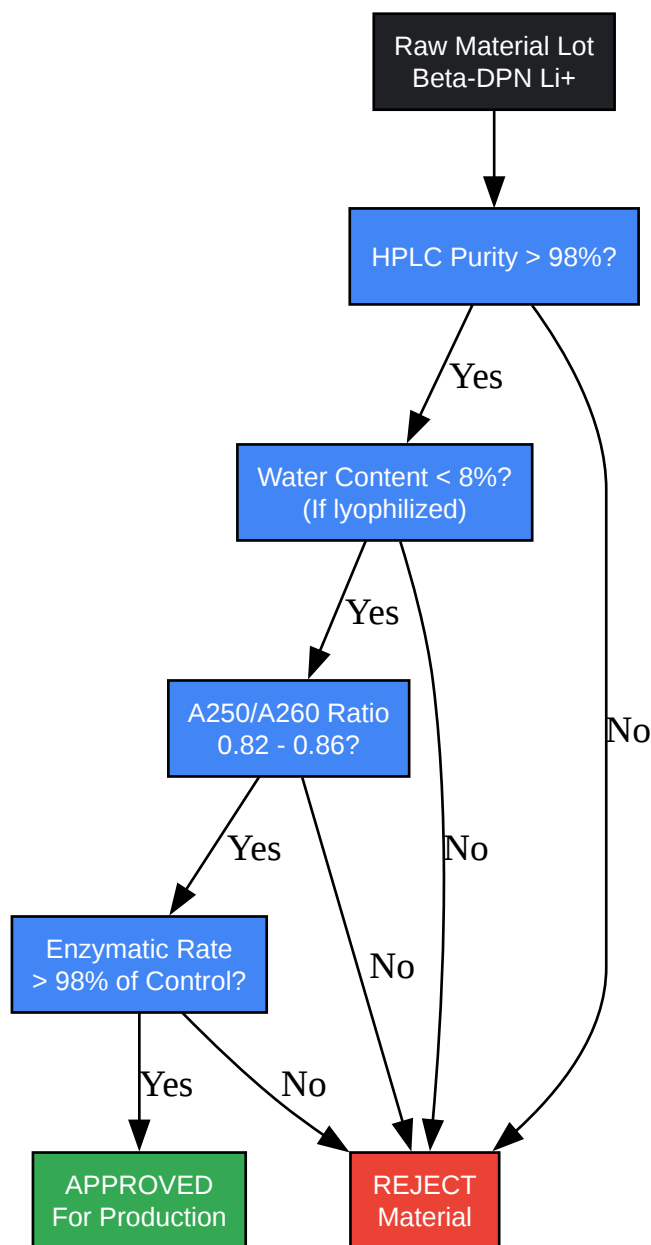 Raw Material Lot
Beta-DPN Li+
HPLC Purity > 98%?
Yes
Water Content < 8%?
(If lyophilized)
Yes
A250/A260 Ratio
0.82 - 0.86?
No
Yes
No
Enzymatic Rate
> 98% of Control?
No
Yes
No
APPROVED
For Production
REJECT
Material